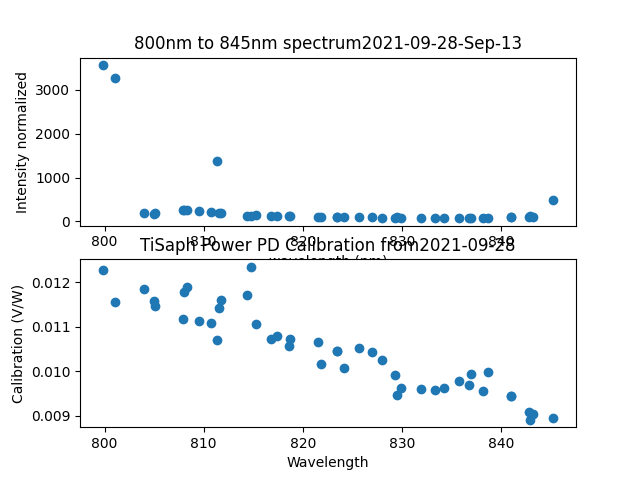 800nm to 845nm spectrum2021-09-28-Sep-13
Intensity normalized
3000
2000
1000
0
800 810 820 830 840
wavelength (nm)
TiSaph Power PD Calibration from2021-09-28
Calibration (V/W)
0.012
0.011
0.010
0.009
800 810 820 830 840
Wavelength